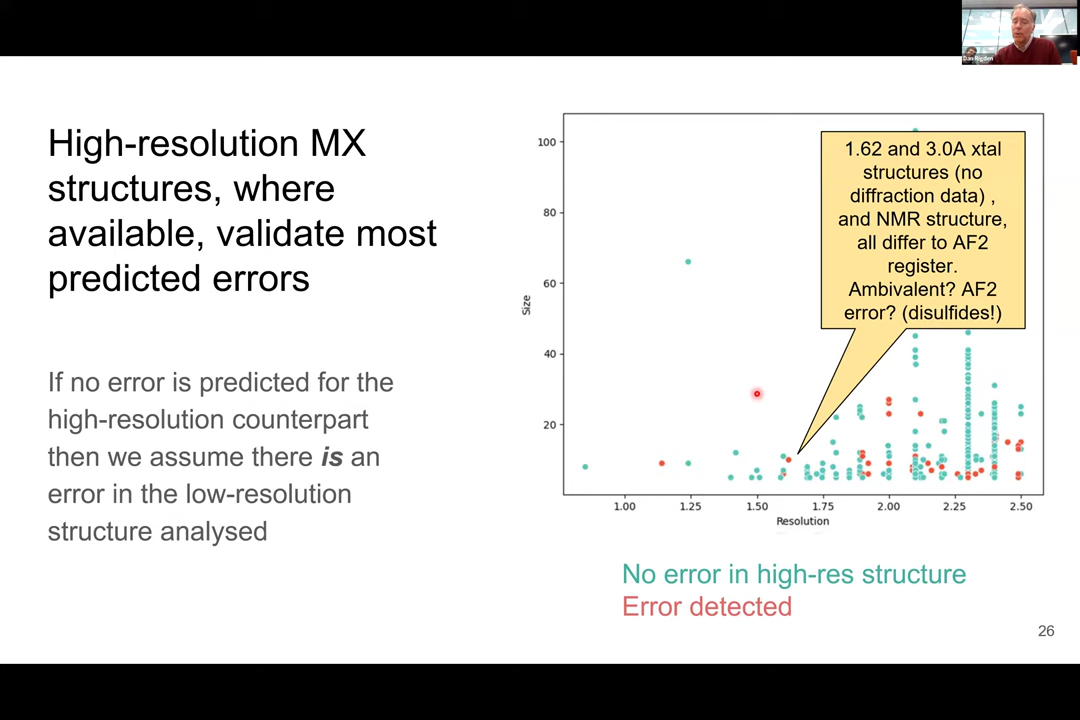 Dan Rigden
High-resolution MX
structures, where
available, validate most
predicted errors
If no error is predicted for the
high-resolution counterpart
then we assume there is an
error in the low-resolution
structure analysed
1.62 and 3.0A xtal
structures (no
diffraction data) ,
and NMR structure,
all differ to AF2
register.
Ambivalent? AF2
error? (disulfides!)
100
80
60
40
20
Size
1.00 1.25 1.50 1.75 2.00 2.25 2.50
Resolution
No error in high-res structure
Error detected
26